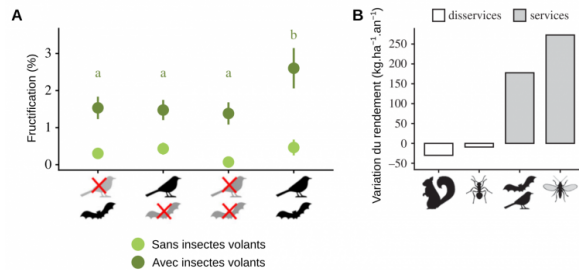 A
Fructification (%)
3
2
1
0
a
a
a
b
Sans insectes volants
Avec insectes volants
B
disservices
services
Variation du rendement (kg.ha⁻¹.an⁻¹)
250
200
150
100
50
0
–50